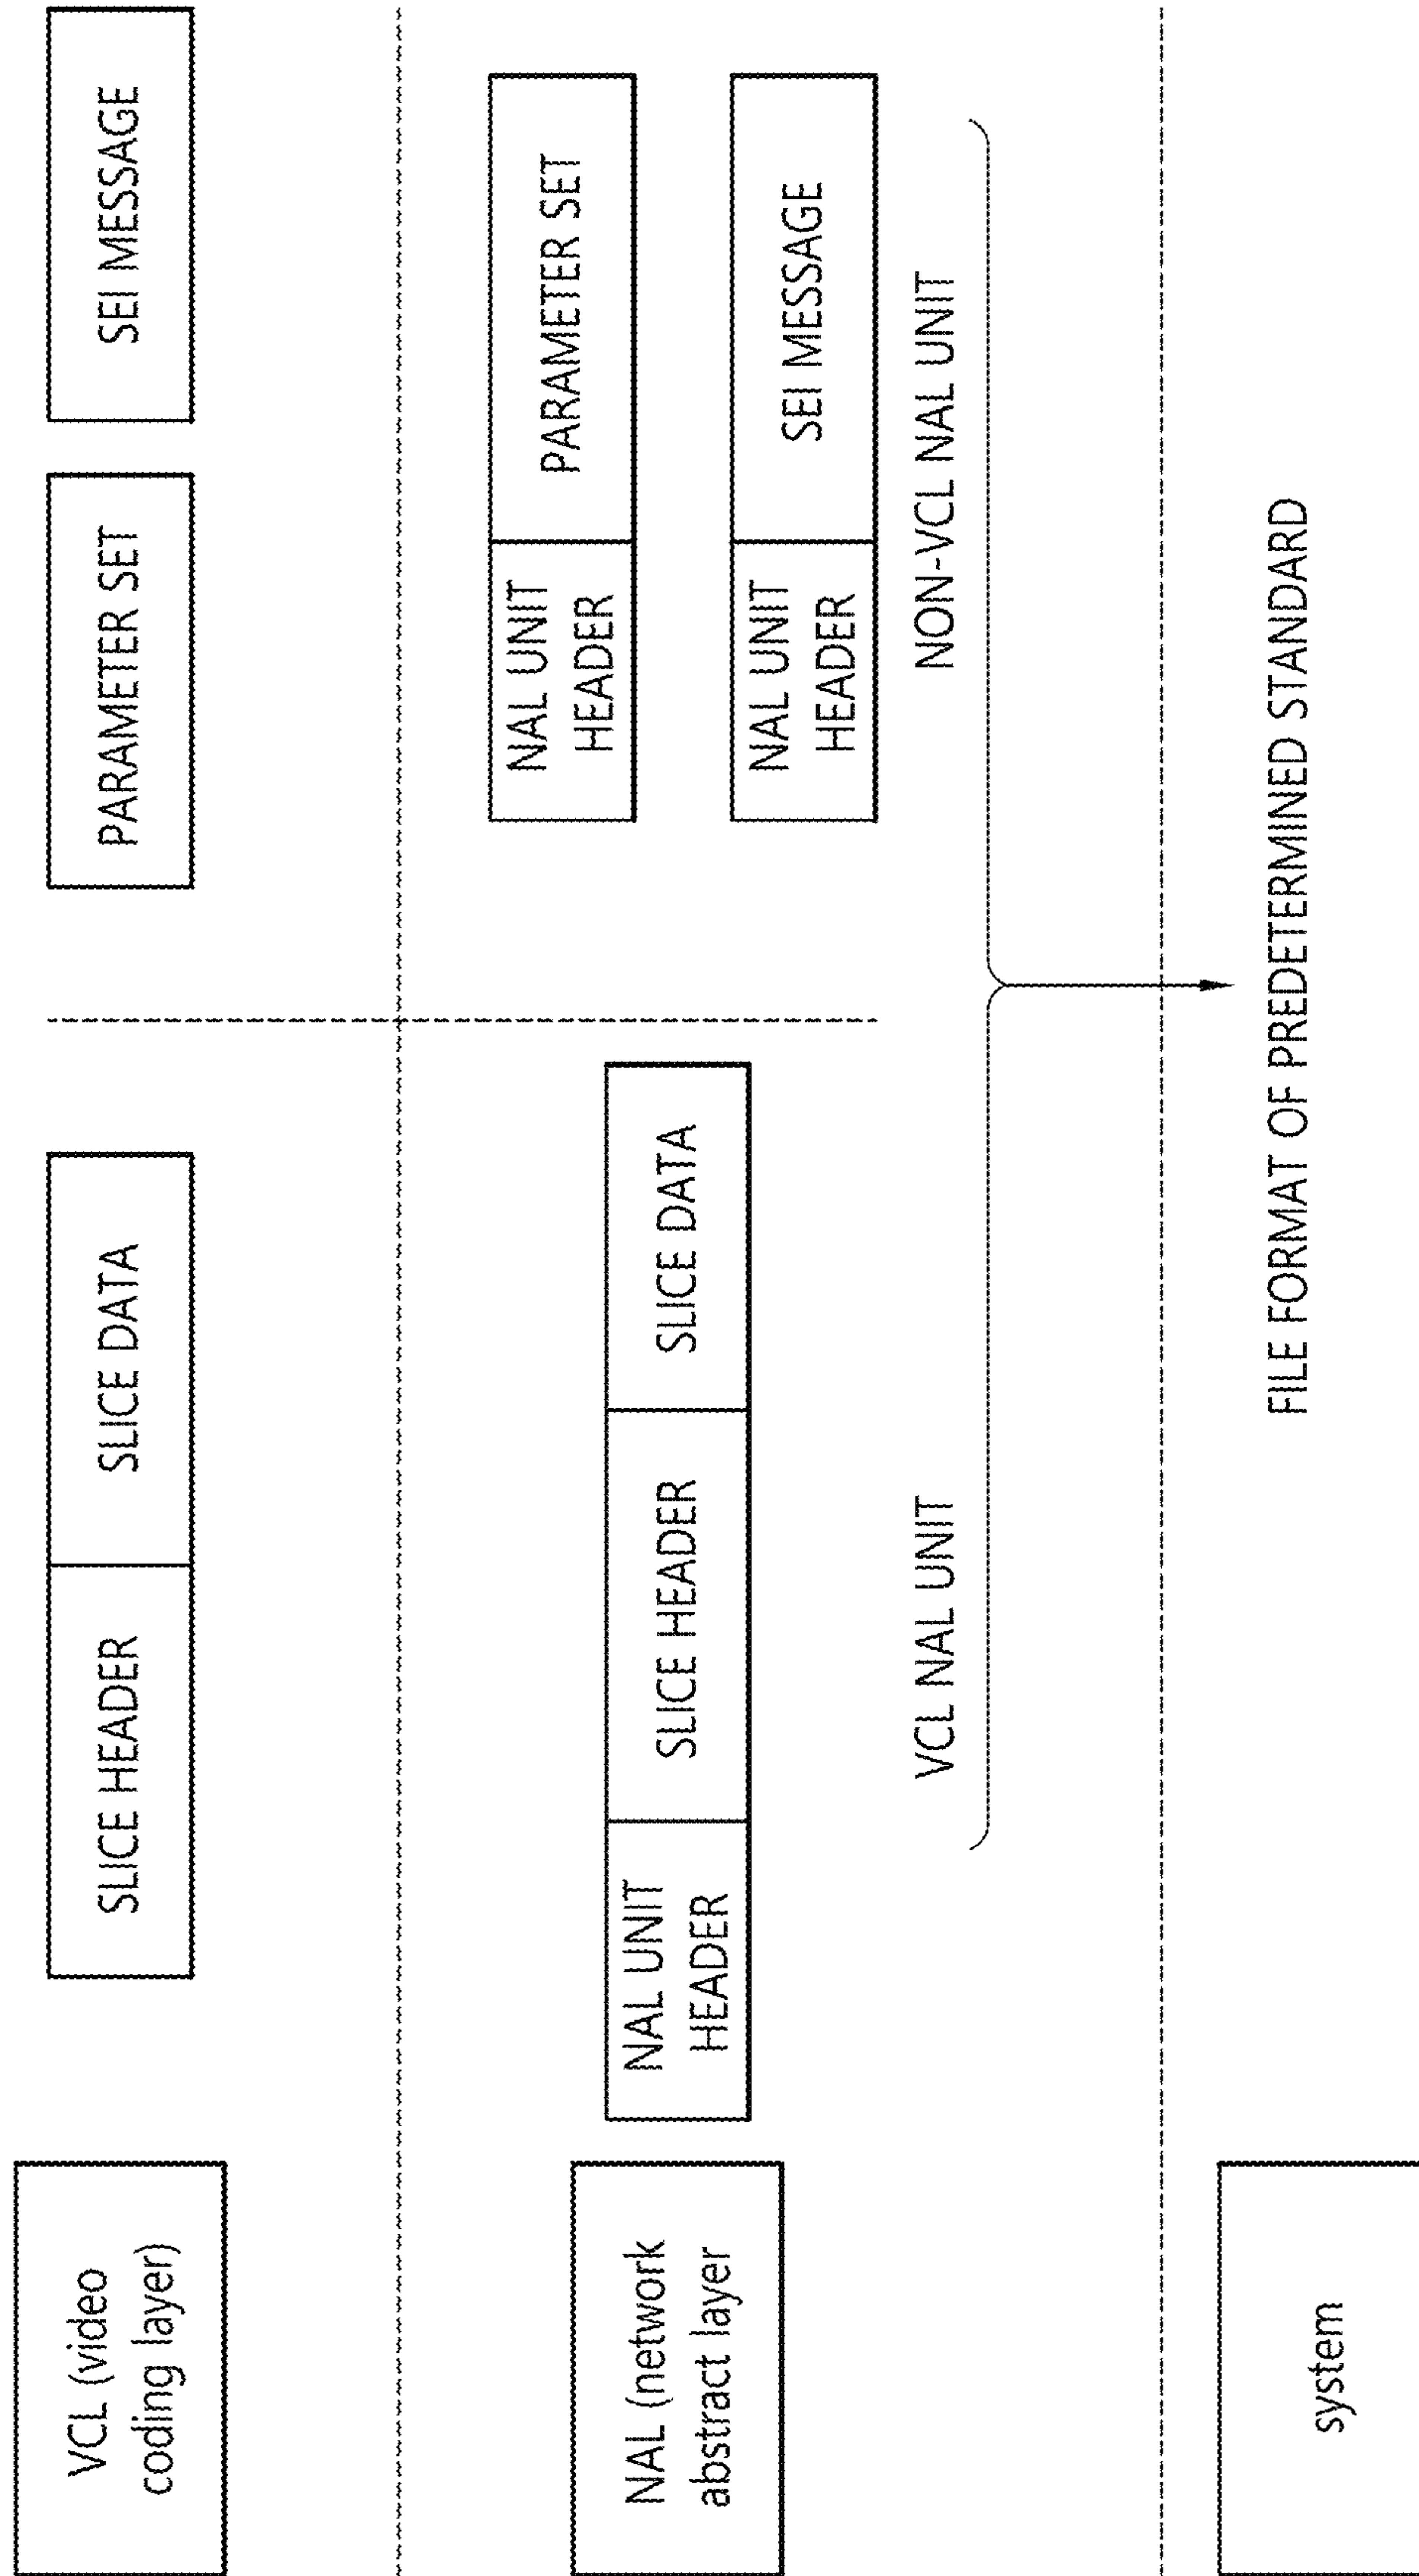 VCL (video
coding layer)
SLICE HEADER
SLICE DATA
PARAMETER SET
SEI MESSAGE
NAL (network
abstract layer
NAL UNIT
HEADER
SLICE HEADER
SLICE DATA
NAL UNIT
HEADER
PARAMETER SET
NAL UNIT
HEADER
SEI MESSAGE
VCL NAL UNIT
NON-VCL NAL UNIT
system
FILE FORMAT OF PREDETERMINED STANDARD